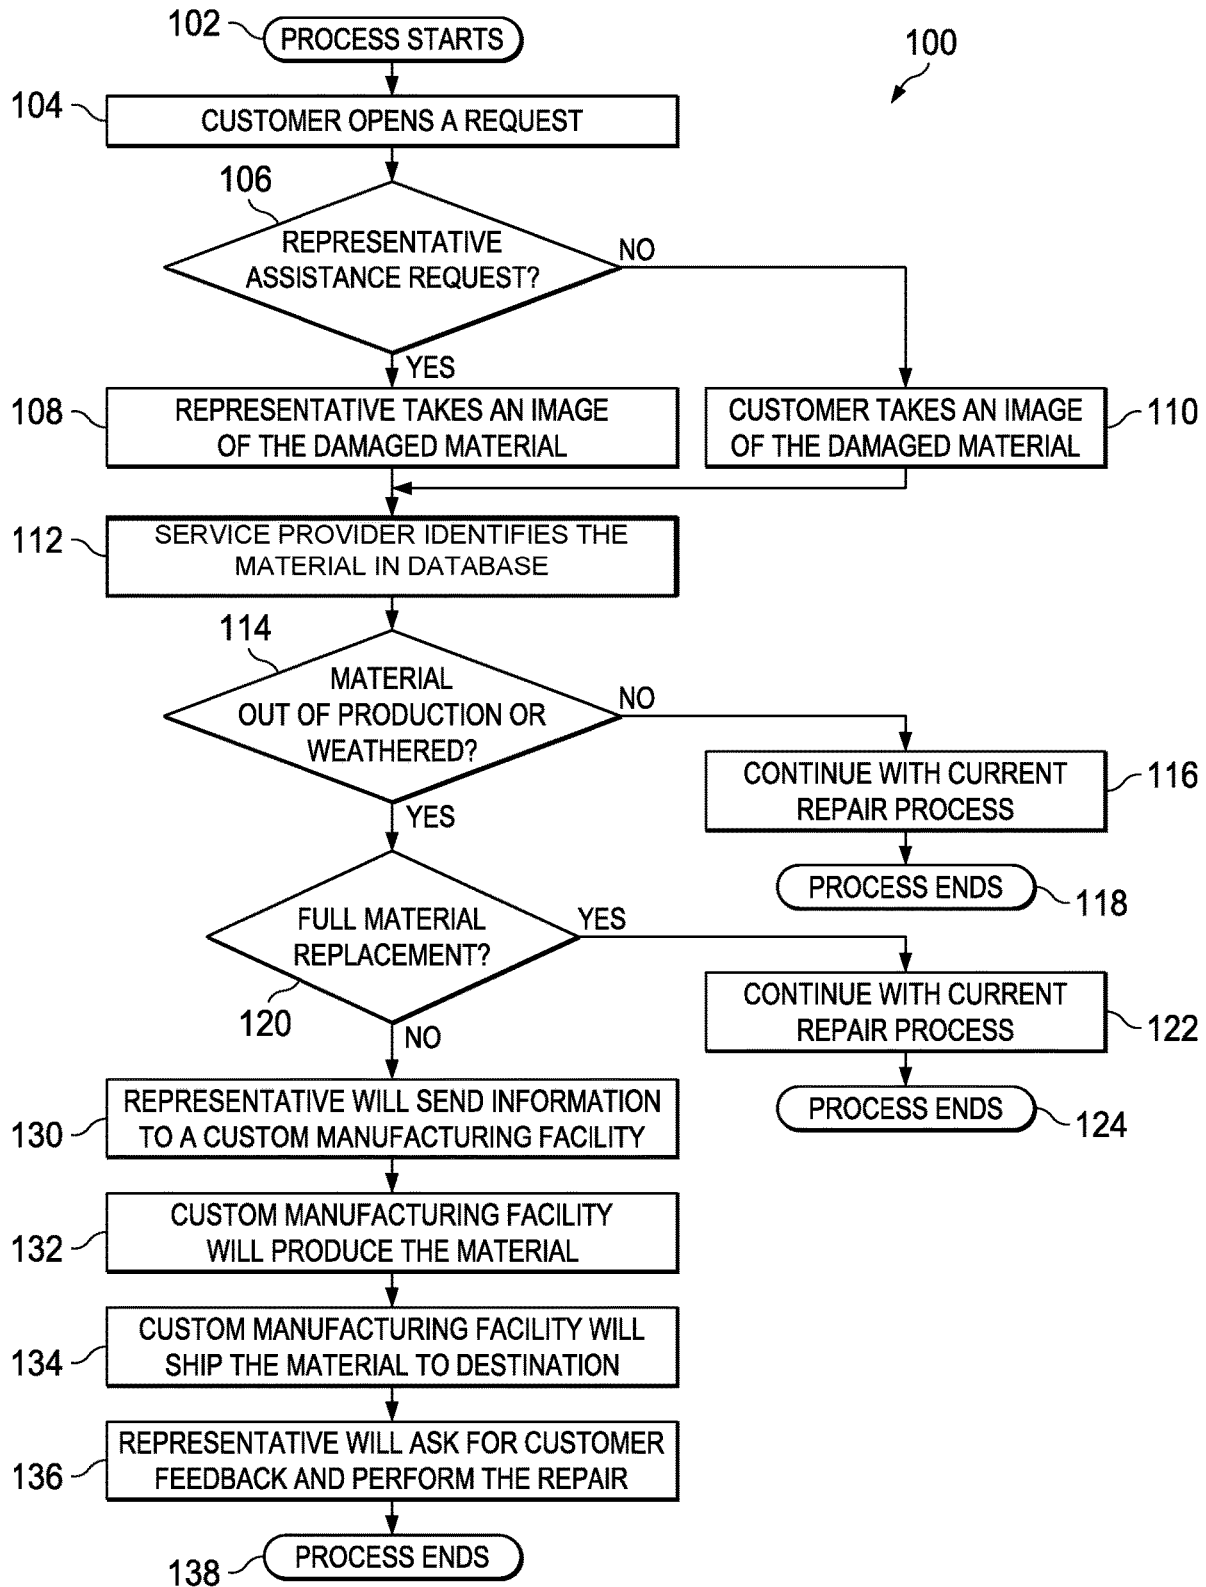 102
PROCESS STARTS
100
104
CUSTOMER OPENS A REQUEST
106
REPRESENTATIVE
ASSISTANCE REQUEST?
NO
YES
108
REPRESENTATIVE TAKES AN IMAGE
OF THE DAMAGED MATERIAL
CUSTOMER TAKES AN IMAGE
OF THE DAMAGED MATERIAL
110
112
SERVICE PROVIDER IDENTIFIES THE
MATERIAL IN DATABASE
114
MATERIAL
OUT OF PRODUCTION OR
WEATHERED?
NO
YES
CONTINUE WITH CURRENT
REPAIR PROCESS
116
PROCESS ENDS
118
FULL MATERIAL
REPLACEMENT?
YES
120
NO
CONTINUE WITH CURRENT
REPAIR PROCESS
122
PROCESS ENDS
124
130
REPRESENTATIVE WILL SEND INFORMATION
TO A CUSTOM MANUFACTURING FACILITY
132
CUSTOM MANUFACTURING FACILITY
WILL PRODUCE THE MATERIAL
134
CUSTOM MANUFACTURING FACILITY WILL
SHIP THE MATERIAL TO DESTINATION
136
REPRESENTATIVE WILL ASK FOR CUSTOMER
FEEDBACK AND PERFORM THE REPAIR
138
PROCESS ENDS